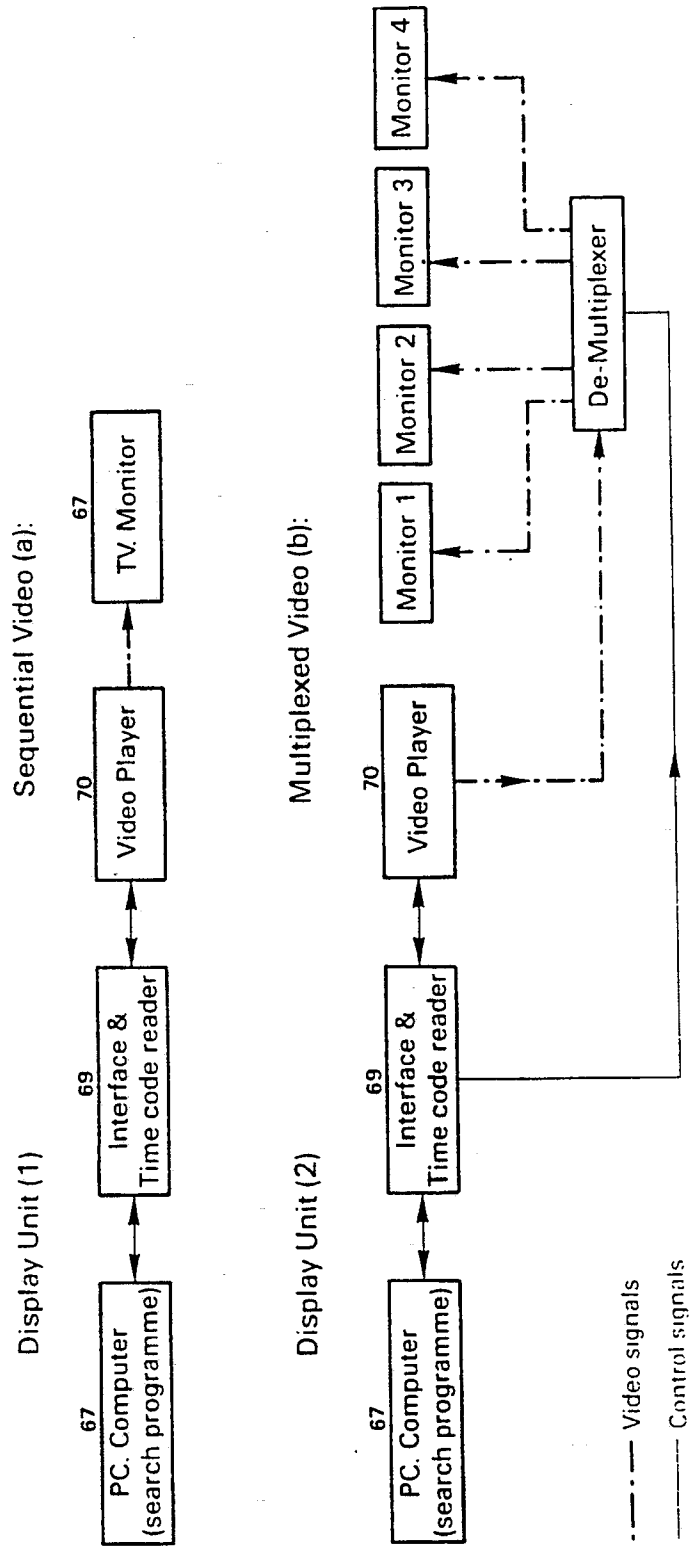 Display Unit (1)
Sequential Video (a):
67
69
70
67
PC. Computer
(search programme)
Interface &
Time code reader
Video Player
TV. Monitor
Display Unit (2)
Multiplexed Video (b):
67
69
70
PC. Computer
(search programme)
Interface &
Time code reader
Video Player
Monitor 1
Monitor 2
Monitor 3
Monitor 4
De-Multiplexer
Video signals
Control signals